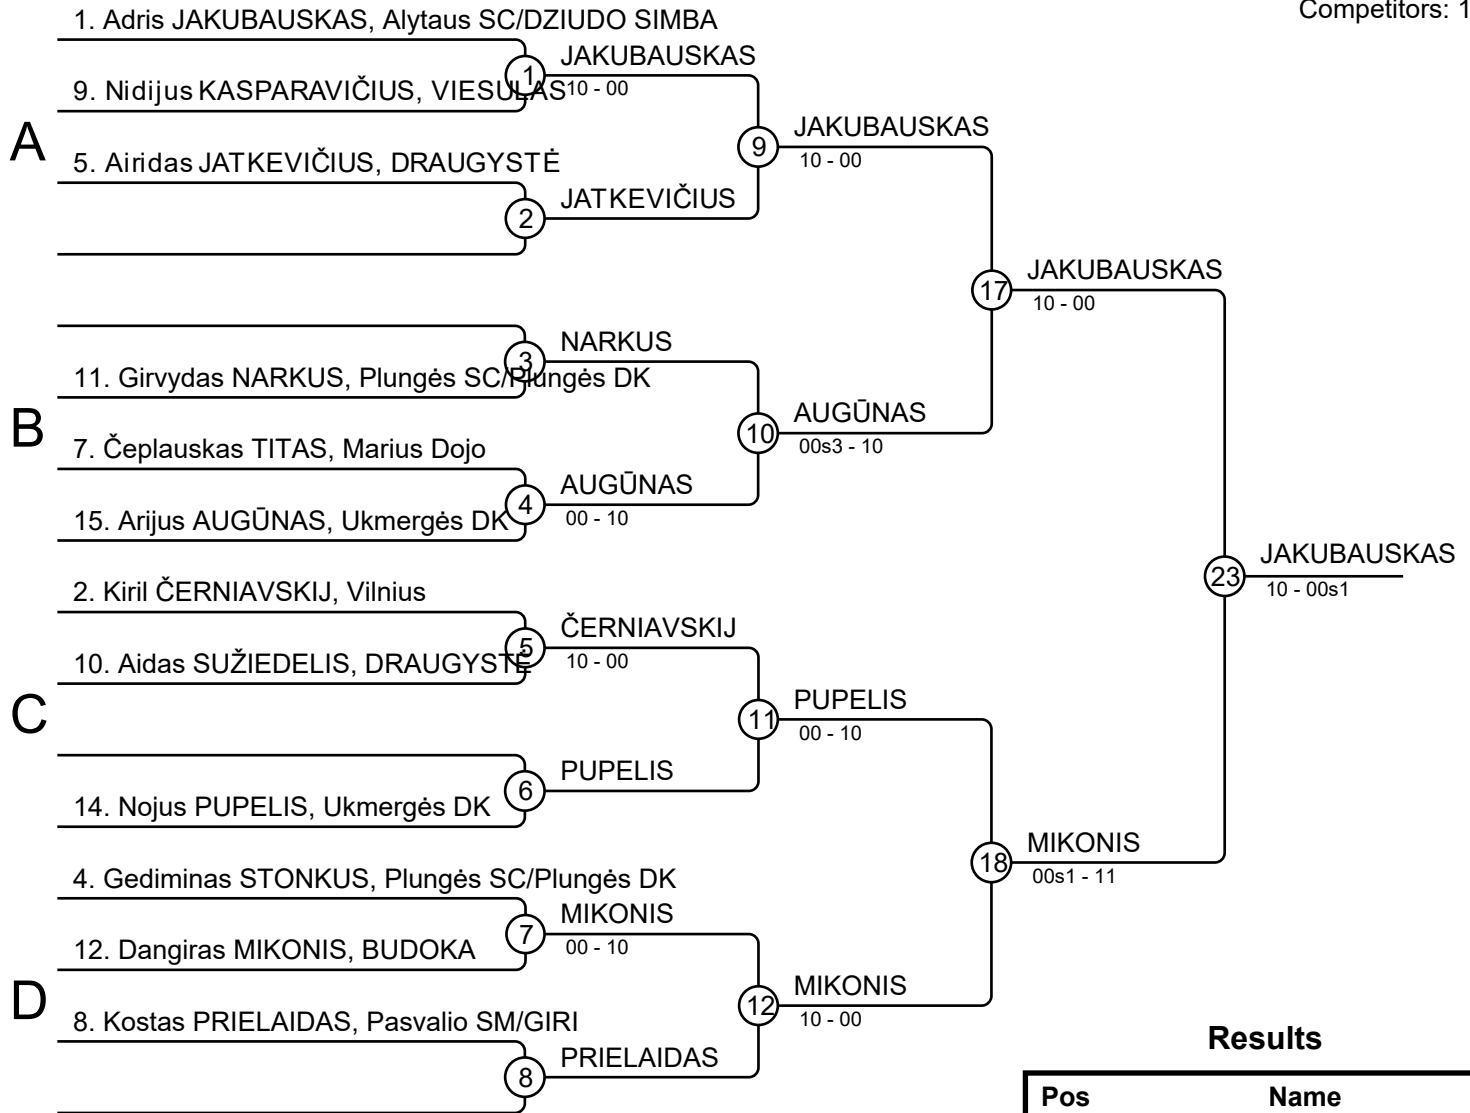 1. Adris JAKUBAUSKAS, Alytaus SC/DZIUDO SIMBA
Competitors: 1
1
JAKUBAUSKAS
10 - 00
9. Nidijus KASPARAVIČIUS, VIESULAS
A
9
JAKUBAUSKAS
10 - 00
5. Airidas JATKEVIČIUS, DRAUGYSTĖ
2
JATKEVIČIUS
17
JAKUBAUSKAS
10 - 00
3
NARKUS
11. Girvydas NARKUS, Plungės SC/Plungės DK
B
10
AUGŪNAS
00s3 - 10
7. Čeplauskas TITAS, Marius Dojo
4
AUGŪNAS
00 - 10
15. Arijus AUGŪNAS, Ukmergės DK
23
JAKUBAUSKAS
10 - 00s1
2. Kiril ČERNIAVSKIJ, Vilnius
5
ČERNIAVSKIJ
10 - 00
10. Aidas SUŽIEDELIS, DRAUGYSTĖ
C
11
PUPELIS
00 - 10
6
PUPELIS
14. Nojus PUPELIS, Ukmergės DK
18
MIKONIS
00s1 - 11
4. Gediminas STONKUS, Plungės SC/Plungės DK
7
MIKONIS
00 - 10
12. Dangiras MIKONIS, BUDOKA
D
12
MIKONIS
10 - 00
8. Kostas PRIELAIDAS, Pasvalio SM/GIRI
8
PRIELAIDAS
Results
Pos Name